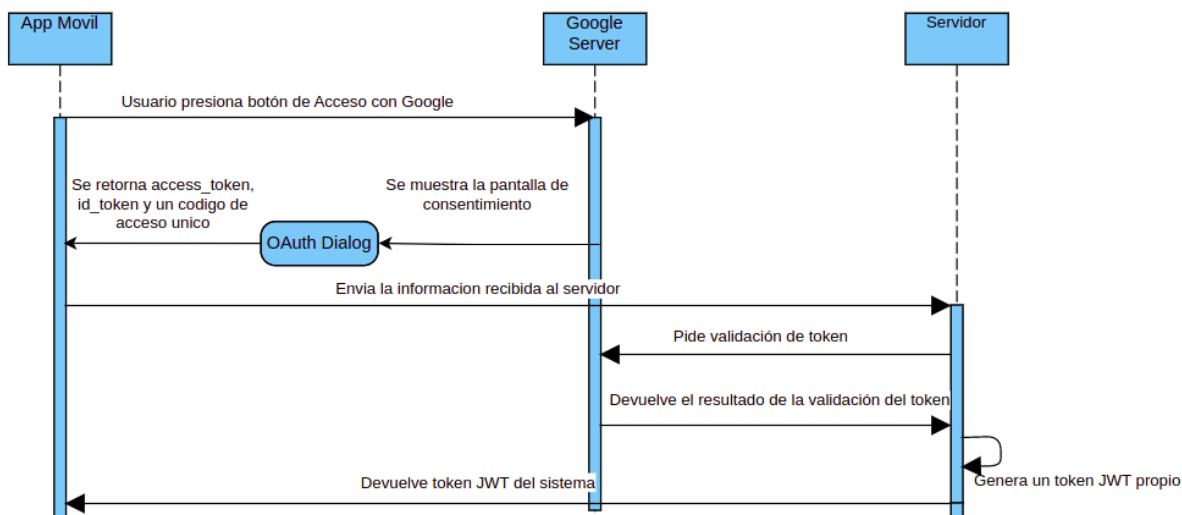 App Movil
Google
Server
Servidor
Usuario presiona botón de Acceso con Google
Se retorna access_token,
id_token y un codigo de
acceso unico
Se muestra la pantalla de
consentimiento
OAuth Dialog
Envia la informacion recibida al servidor
Pide validación de token
Devuelve el resultado de la validación del token
Genera un token JWT propio
Devuelve token JWT del sistema